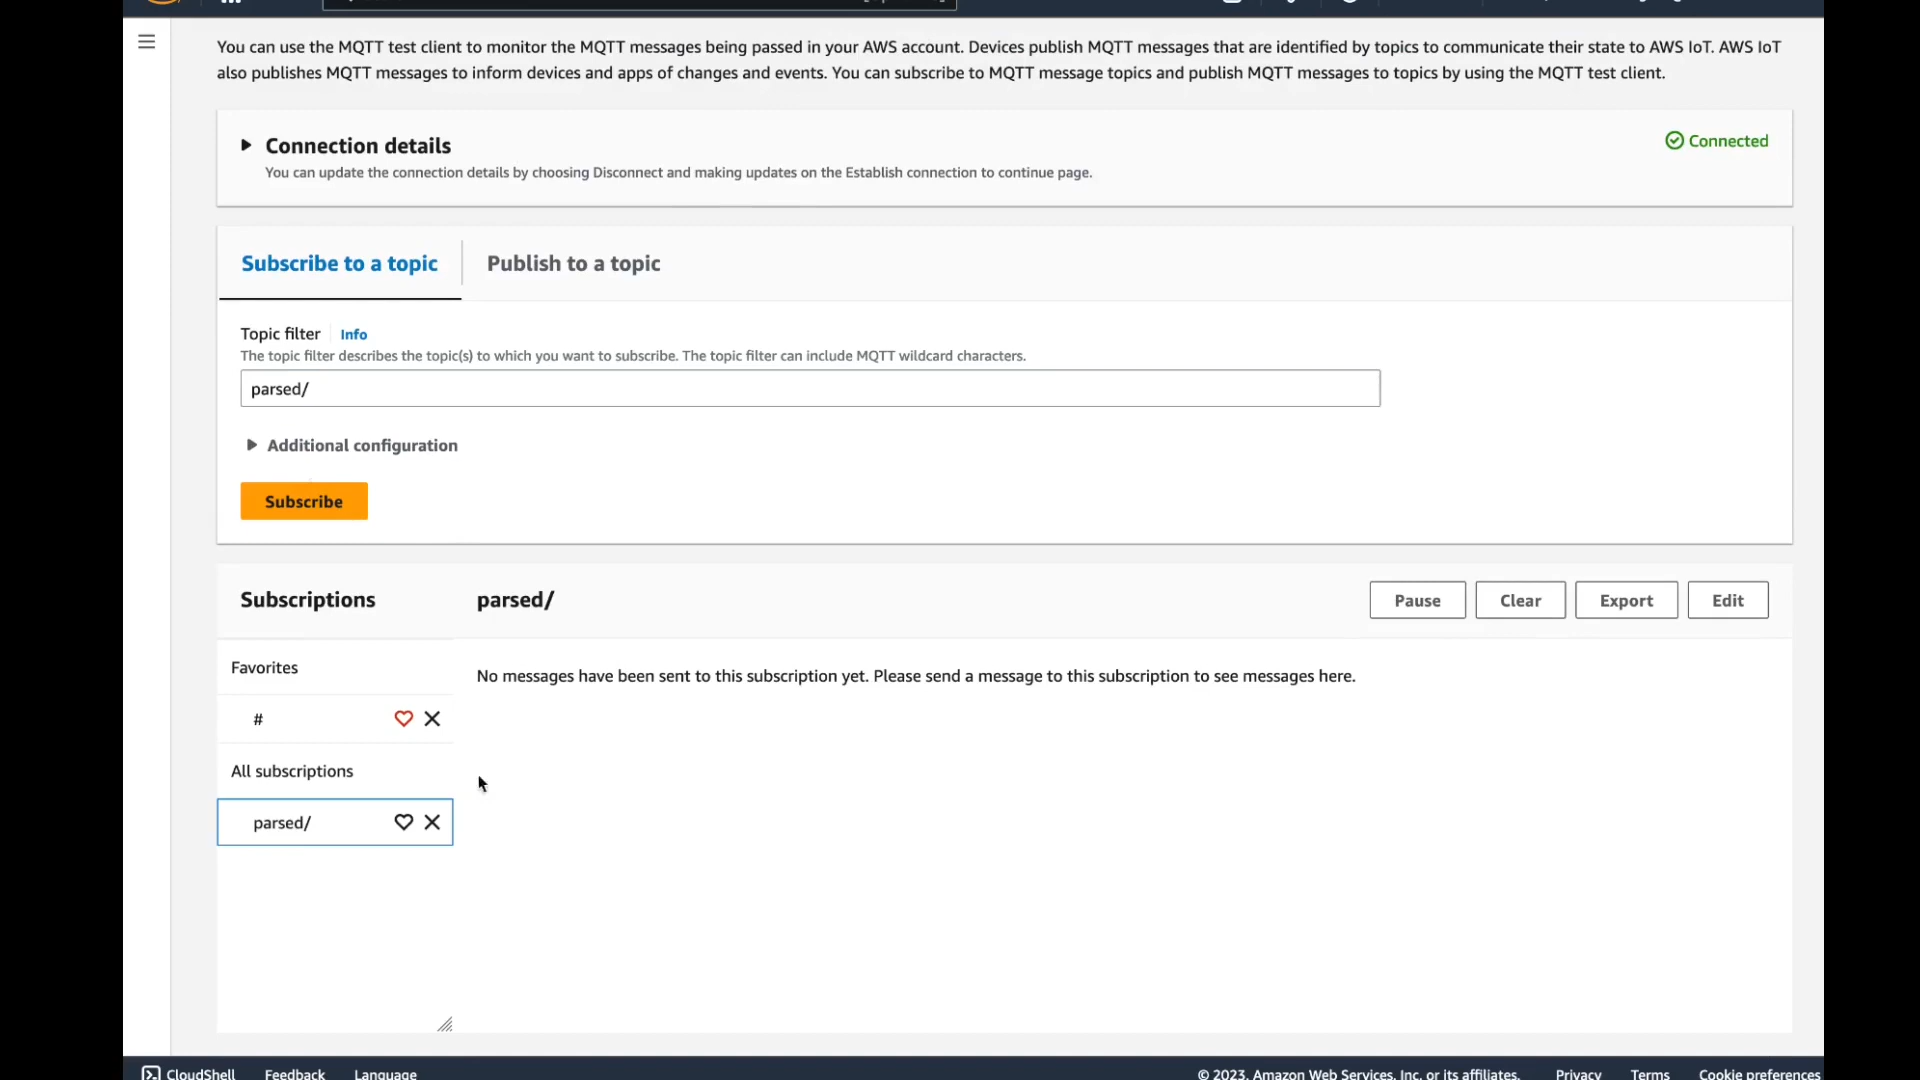 You can use the MQTT test client to monitor the MQTT messages being passed in your AWS account. Devices publish MQTT messages that are identified by topics to communicate their state to AWS IoT. AWS IoT
also publishes MQTT messages to inform devices and apps of changes and events. You can subscribe to MQTT message topics and publish MQTT messages to topics by using the MQTT test client.
Connection details
Connected
You can update the connection details by choosing Disconnect and making updates on the Establish connection to continue page.
Subscribe to a topic
Publish to a topic
Topic filter
Info
The topic filter describes the topic(s) to which you want to subscribe. The topic filter can include MQTT wildcard characters.
parsed/
Additional configuration
Subscribe
Subscriptions
parsed/
Pause
Clear
Export
Edit
Favorites
No messages have been sent to this subscription yet. Please send a message to this subscription to see messages here.
#
All subscriptions
parsed/
CloudShell
Feedback
Language
© 2023, Amazon Web Services, Inc. or its affiliates.
Privacy
Terms
Cookie preferences